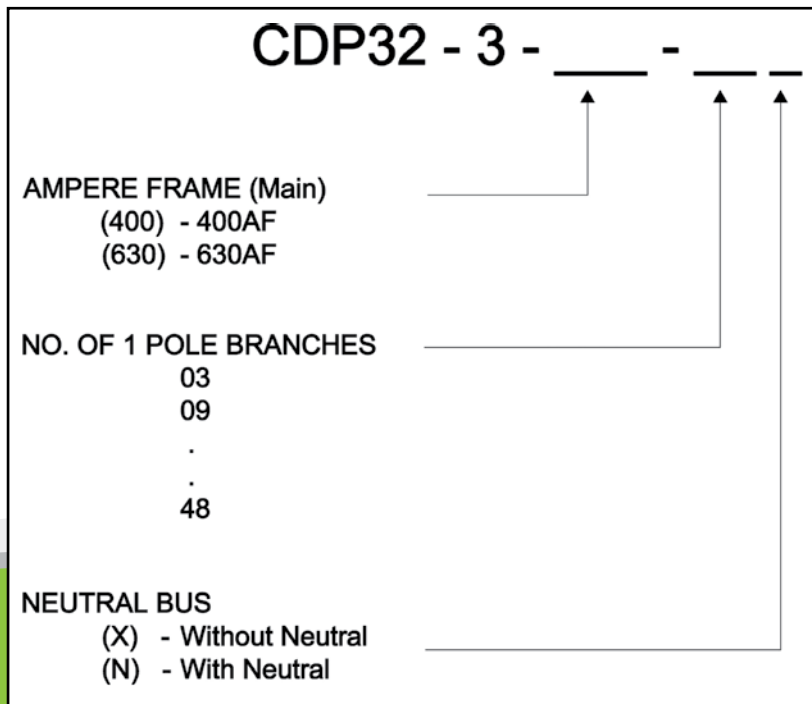 CDP32 - 3 - ____ - ___ _
AMPERE FRAME (Main)
(400) - 400AF
(630) - 630AF
NO. OF 1 POLE BRANCHES
03
09
.
.
48
NEUTRAL BUS
(X) - Without Neutral
(N) - With Neutral